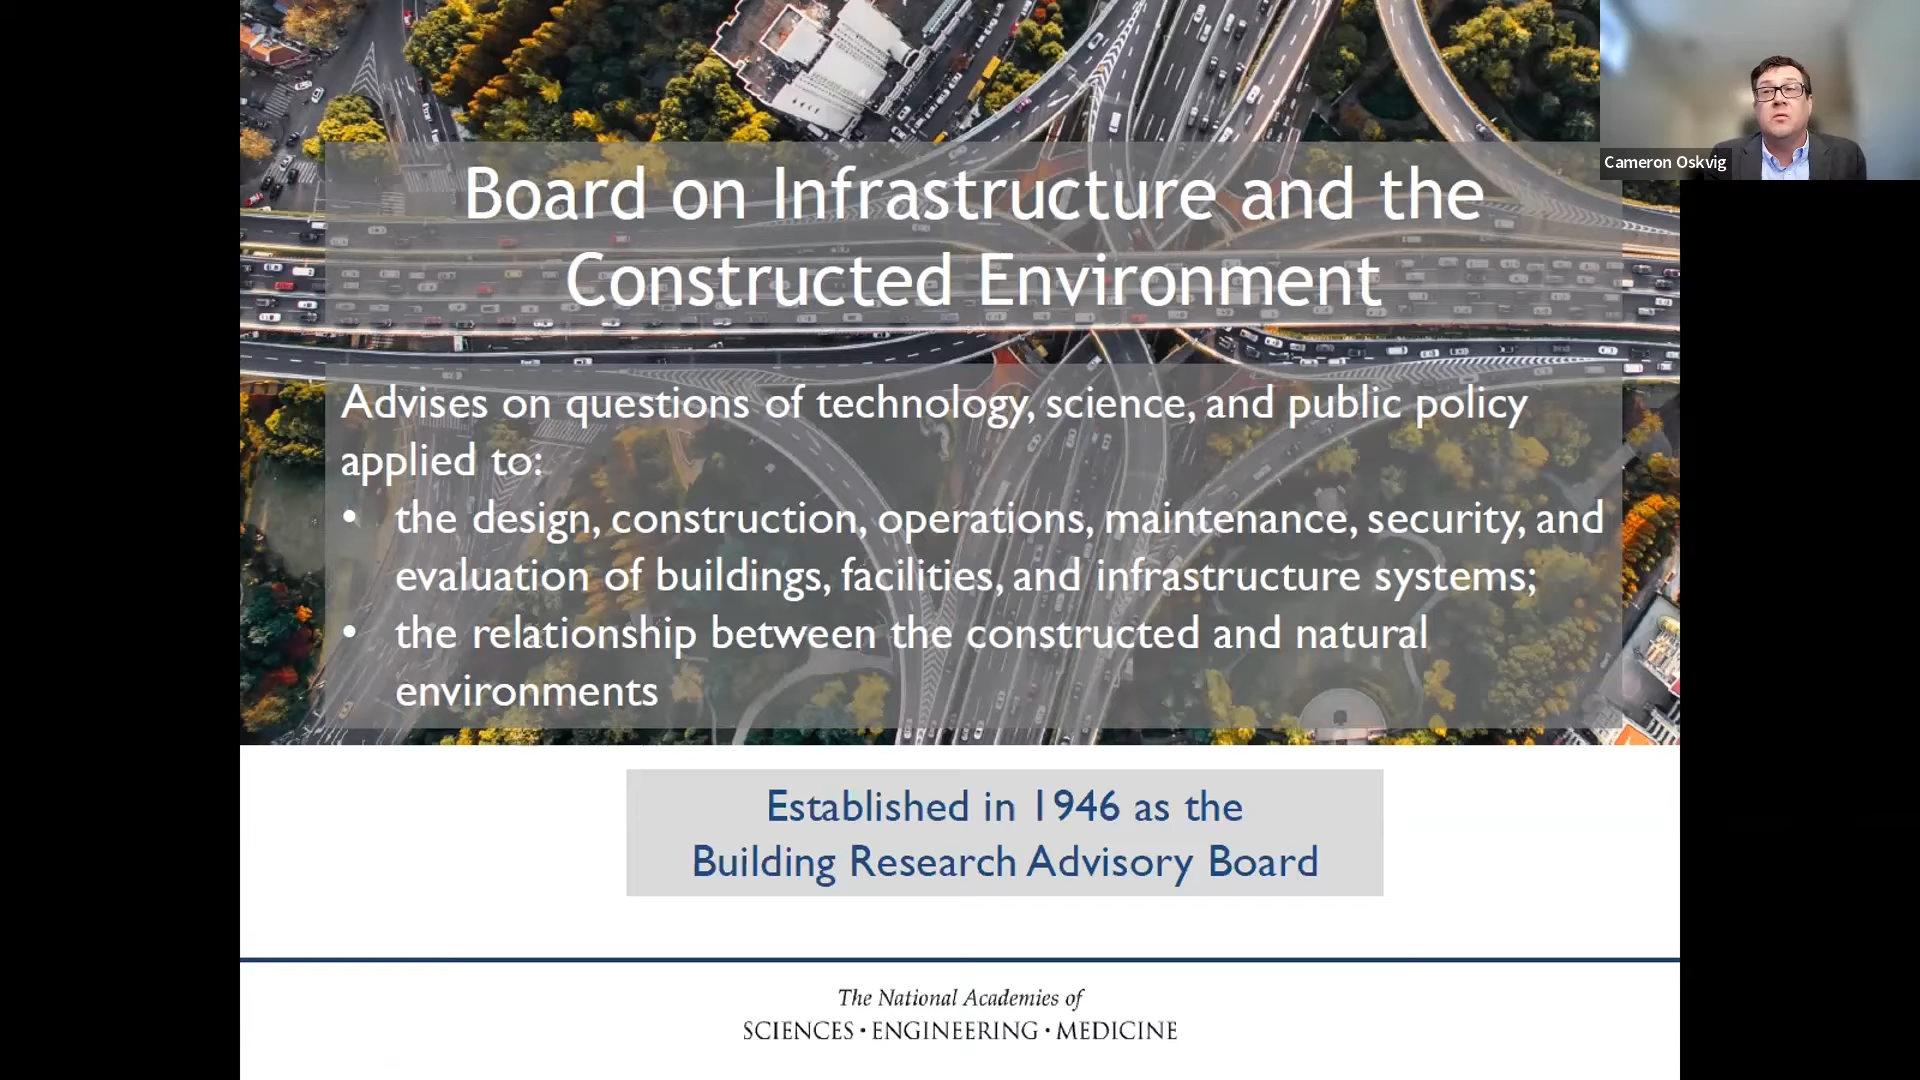 Board on Infrastructure and the
Constructed Environment
Cameron Oskvig
Advises on questions of technology, science, and public policy
applied to:
• the design, construction, operations, maintenance, security, and
evaluation of buildings, facilities, and infrastructure systems;
• the relationship between the constructed and natural
environments
Established in 1946 as the
Building Research Advisory Board
The National Academies of
SCIENCES · ENGINEERING · MEDICINE